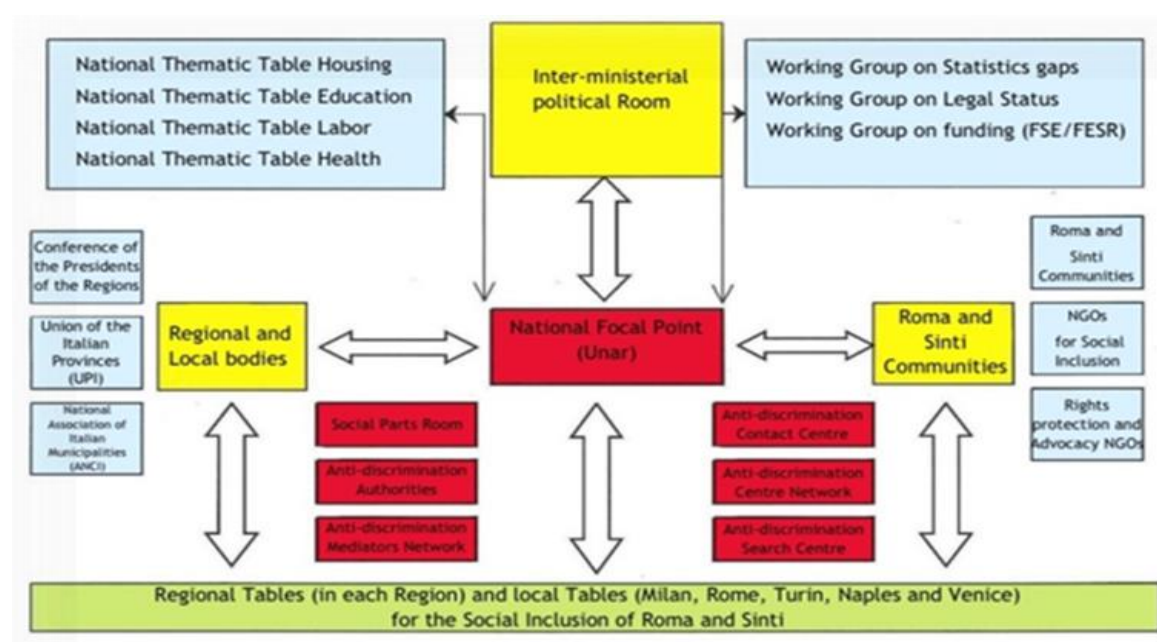 National Thematic Table Housing
National Thematic Table Education
National Thematic Table Labor
National Thematic Table Health
Inter-ministerial
political Room
Working Group on Statistics gaps
Working Group on Legal Status
Working Group on funding (FSE/FESR)
Conference of
the Presidents
of the Regions
Union of the
Italian
Provinces
(UPI)
National
Association of
Italian
Municipalities
(ANCI)
Regional and
Local bodies
National Focal Point
(Unar)
Roma and
Sinti
Communities
Roma and
Sinti
Communities
NGOs
for Social
Inclusion
Rights
protection and
Advocacy NGOs
Social Parts Room
Anti-discrimination
Authorities
Anti-discrimination
Mediators Network
Anti-discrimination
Contact Centre
Anti-discrimination
Centre Network
Anti-discrimination
Search Centre
Regional Tables (in each Region) and local Tables (Milan, Rome, Turin, Naples and Venice)
for the Social Inclusion of Roma and Sinti